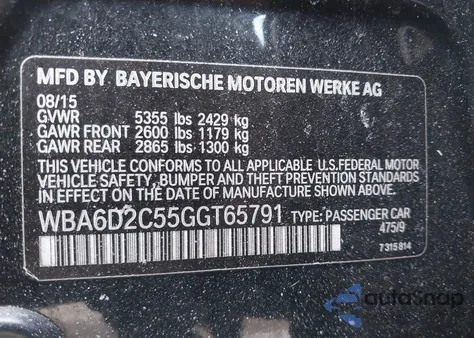 MFD BY BAYERISCHE MOTOREN WERKE AG
08/15
GVWR 5355 lbs 2429 kg
GAWR FRONT 2600 lbs 1179 kg
GAWR REAR 2865 lbs 1300 kg
THIS VEHICLE CONFORMS TO ALL APPLICABLE U.S.FEDERAL MOTOR
VEHICLE SAFETY, BUMPER AND THEFT PREVENTION STANDARDS
IN EFFECT ON THE DATE OF MANUFACTURE SHOWN ABOVE.
WBA6D2C55GGT65791 TYPE: PASSENGER CAR
475/9
7315814
autoSnap